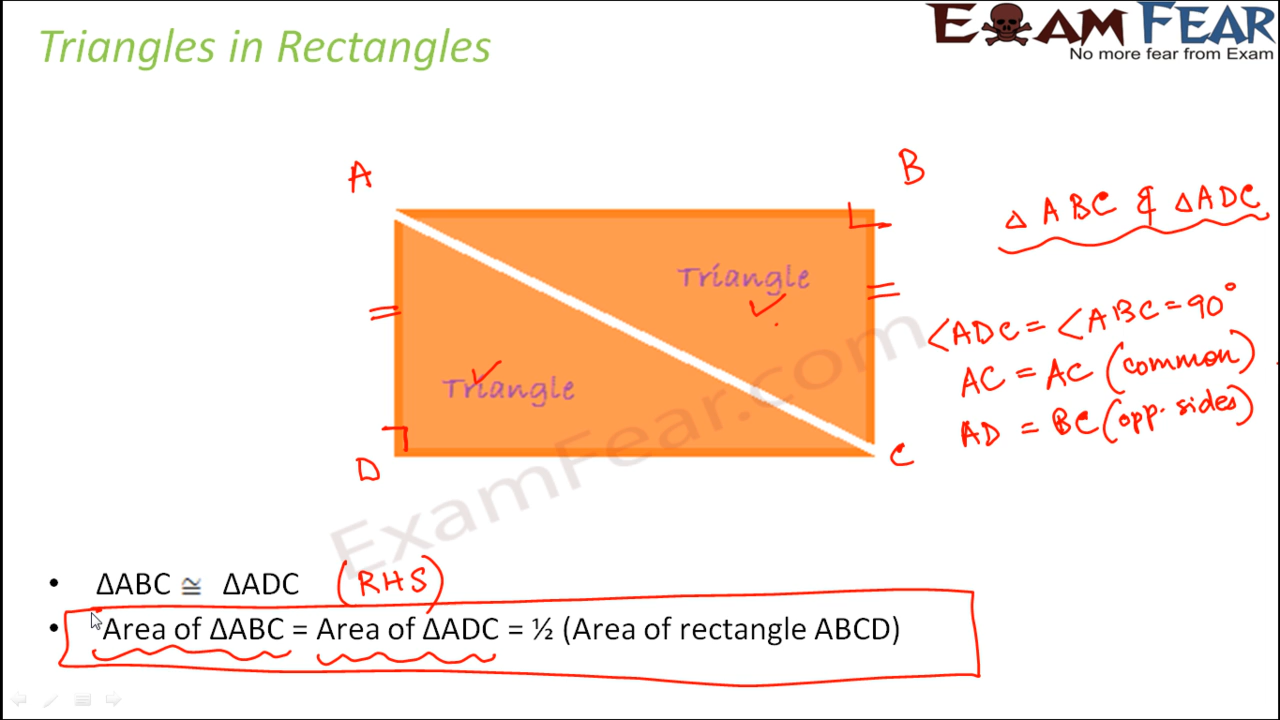 Triangles in Rectangles
EXAM FEAR
No more fear from Exam
A
B
Δ ABC & ΔADC
Triangle
∠ADC = ∠ABC = 90°
AC = AC (common)
Triangle
AD = BC (opp. sides)
D
C
ExamFear.com
• ΔABC ≅ ΔADC (RHS)
• Area of ΔABC = Area of ΔADC = ½ (Area of rectangle ABCD)